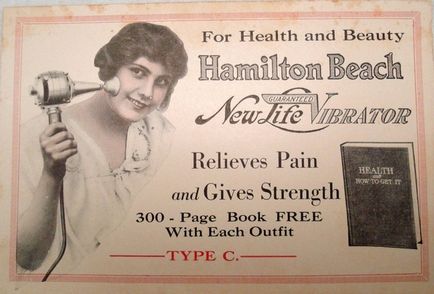 For Health and Beauty
Hamilton Beach
GUARANTEED
New Life VIBRATOR
Relieves Pain
and Gives Strength
300 - Page Book FREE
With Each Outfit
TYPE C.
HEALTH
and
HOW TO GET IT